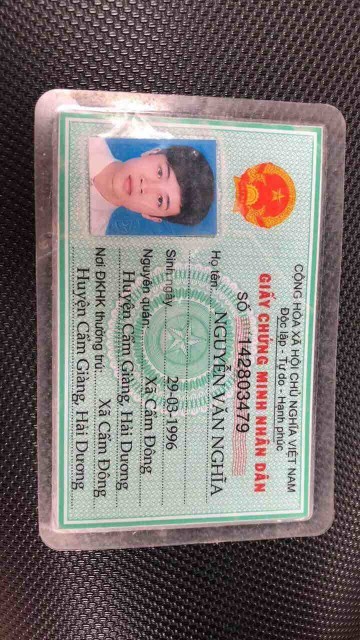 CỘNG HÒA XÃ HỘI CHỦ NGHĨA VIỆT NAM
Độc lập - Tự do - Hạnh phúc
GIẤY CHỨNG MINH NHÂN DÂN
SỐ 142803479
Họ tên: NGUYỄN VĂN NGHĨA
Sinh ngày: 29-03-1996
Nguyên quán: Xã Cẩm Đông
Huyện Cẩm Giàng, Hải Dương
Nơi ĐKHK thường trú: Xã Cẩm Đông
Huyện Cẩm Giàng, Hải Dương